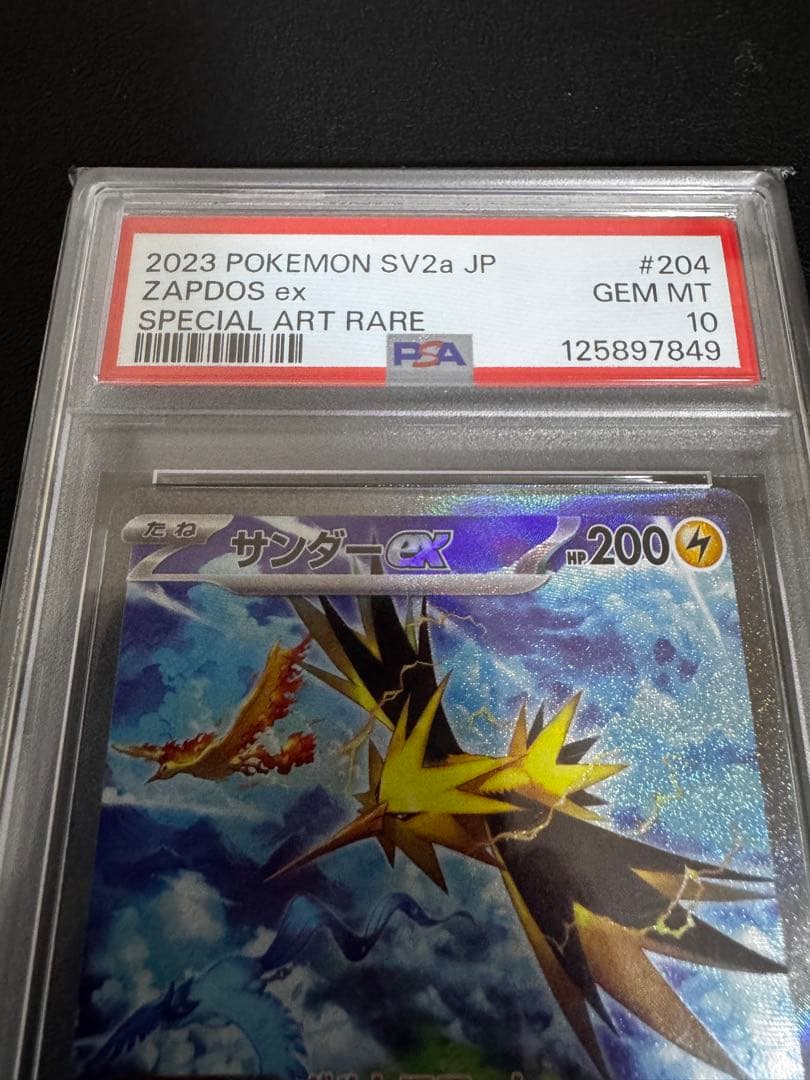 2023 POKEMON SV2a JP #204
ZAPDOS ex GEM MT
SPECIAL ART RARE 10
PSA 125897849
たね サンダーex HP200